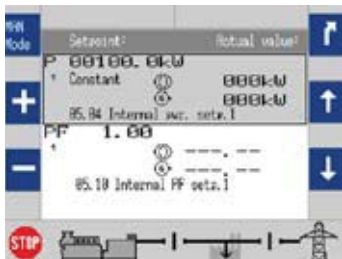 MAN
Mode
Setpoint: Actual value:
P 00100.0kW
Constant 000kW
000kW
05.04 Internal pwr. setp.1
PF 1.00
---.--
---.--
05.10 Internal PF setp.1
STOP